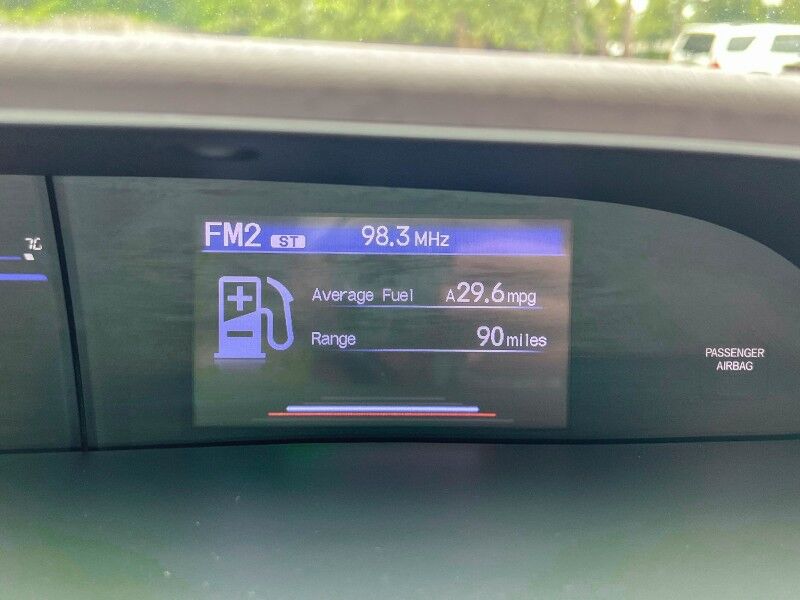 FM2 ST 98.3 MHz
Average Fuel A29.6 mpg
Range 90 miles
PASSENGER
AIRBAG